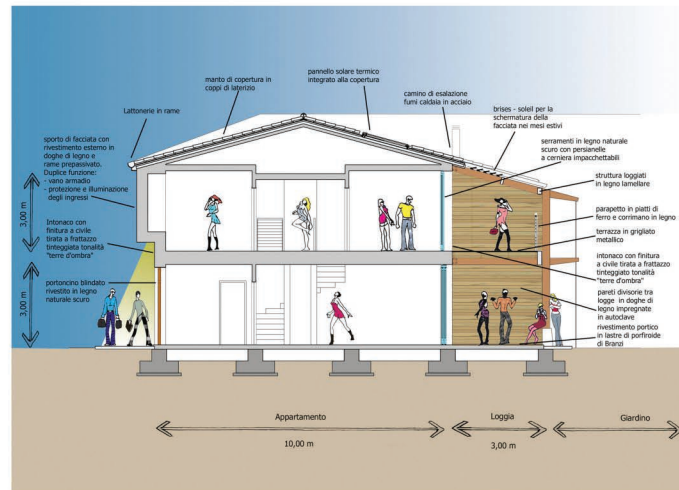 pannello solare termico
integrato alla copertura
manto di copertura in
coppi di laterizio
camino di esalazione
fumi caldaia in acciaio
Lattonerie in rame
brises - soleil per la
schermatura della
facciata nei mesi estivi
sporto di facciata con
rivestimento esterno in
doghe di legno e
rame prepassivato.
Duplice funzione:
- vano armadio
- protezione e illuminazione
degli ingressi
serramenti in legno naturale
scuro con persianelle
a cerniera impacchettabili
struttura loggiati
in legno lamellare
3,00 m
Intonaco con
finitura a civile
tirata a frattazzo
tinteggiata tonalità
"terre d'ombra"
parapetto in piatti di
ferro e corrimano in legno
terrazza in grigliato
metallico
intonaco con finitura
a civile tirata a frattazzo
tinteggiato tonalità
"terre d'ombra"
3,00 m
portoncino blindato
rivestito in legno
naturale scuro
pareti divisorie tra
logge in doghe di
legno impregnate
in autoclave
rivestimento portico
in lastre di porfiroide
di Branzi
Appartamento
10,00 m
Loggia
3,00 m
Giardino